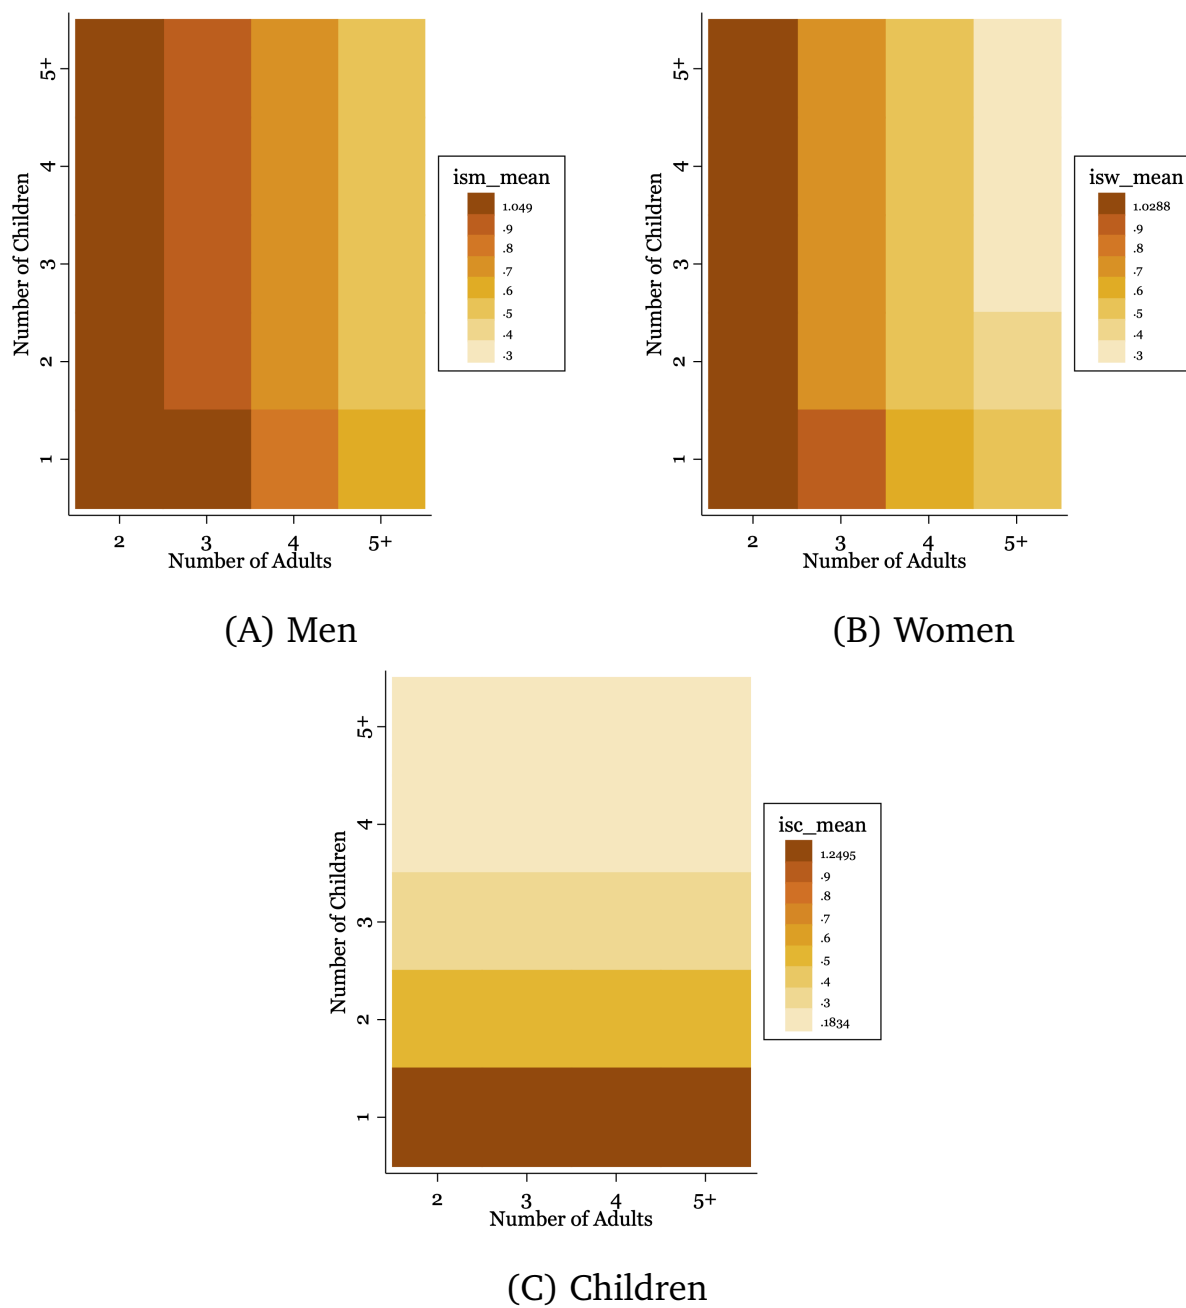 5+
4
3
2
1
Number of Children
2 3 4 5+
Number of Adults
ism_mean
1.049
.9
.8
.7
.6
.5
.4
.3
(A) Men
5+
4
3
2
1
Number of Children
2 3 4 5+
Number of Adults
isw_mean
1.0288
.9
.8
.7
.6
.5
.4
.3
(B) Women
5+
4
3
2
1
Number of Children
2 3 4 5+
Number of Adults
isc_mean
1.2495
.9
.8
.7
.6
.5
.4
.3
.1834
(C) Children